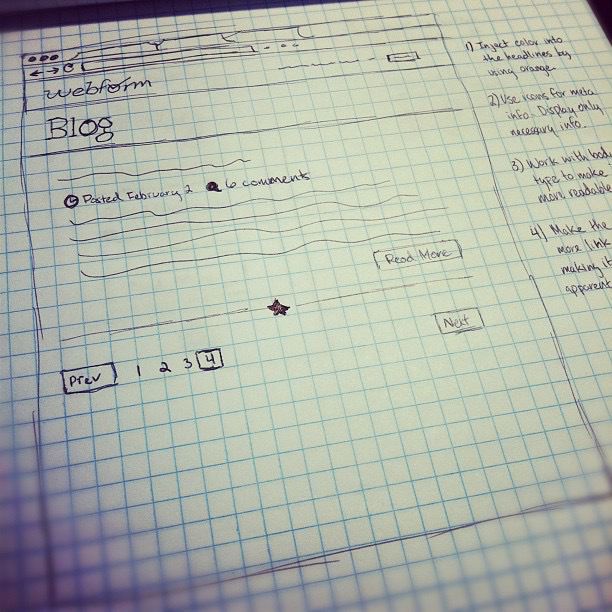 webform
Blog
Posted February 2 6 comments
Read More
Next
Prev 1 2 3 4
1) Inject color into
the headlines by
using orange.
2) Use icons for meta
info. Display only
necessary info.
3) Work with body
type to make
more readable
4) Make the
more link
making it
apparent